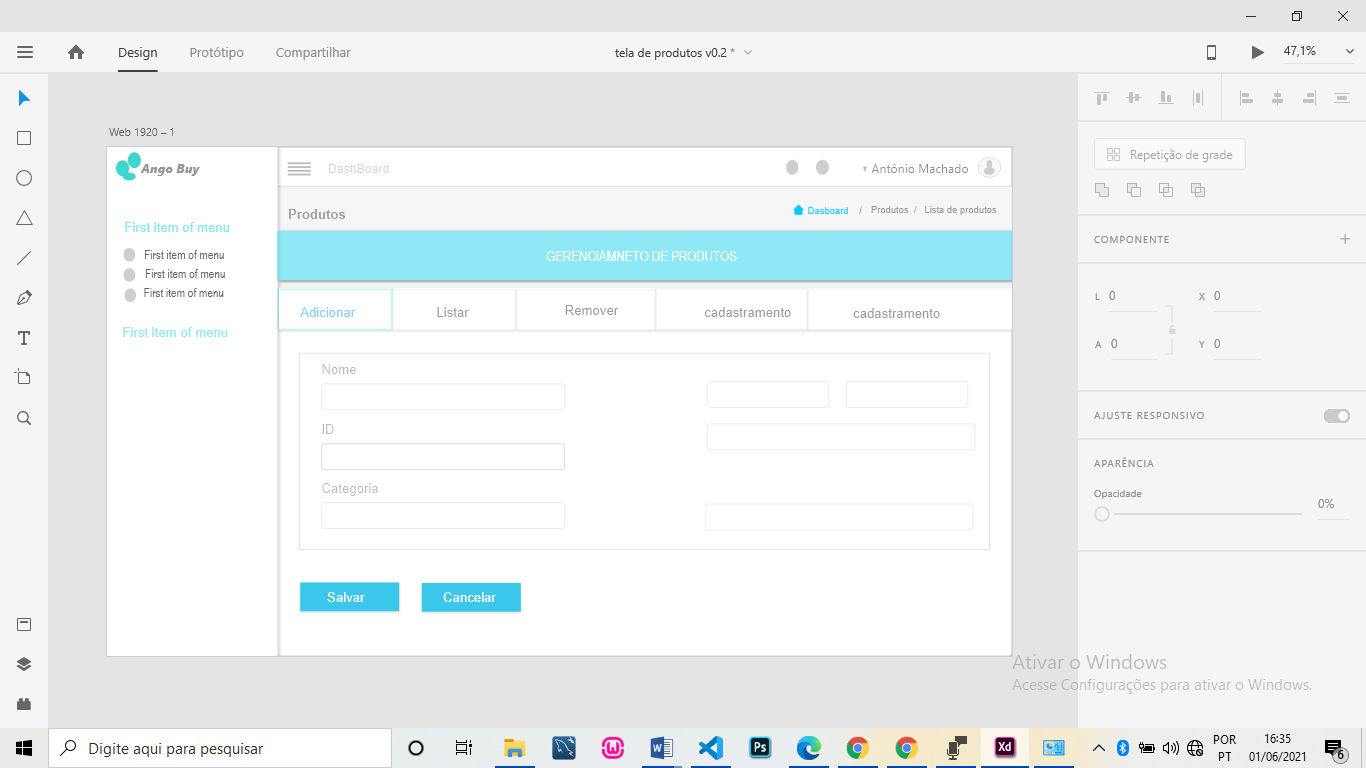 Design
Protótipo
Compartilhar
tela de produtos v0.2 *
47,1%
Web 1920 – 1
Ango Buy
DashBoard
António Machado
Produtos
Dasboard / Produtos / Lista de produtos
First item of menu
First item of menu
First item of menu
First item of menu
First item of menu
GERENCIAMNETO DE PRODUTOS
Adicionar
Listar
Remover
cadastramento
cadastramento
Nome
ID
Categoria
Salvar
Cancelar
Repetição de grade
COMPONENTE
L 0
X 0
A 0
Y 0
AJUSTE RESPONSIVO
APARÊNCIA
Opacidade
0%
Ativar o Windows
Acesse Configurações para ativar o Windows.
Digite aqui para pesquisar
Ps
Xd
POR
PT
16:35
01/06/2021
6